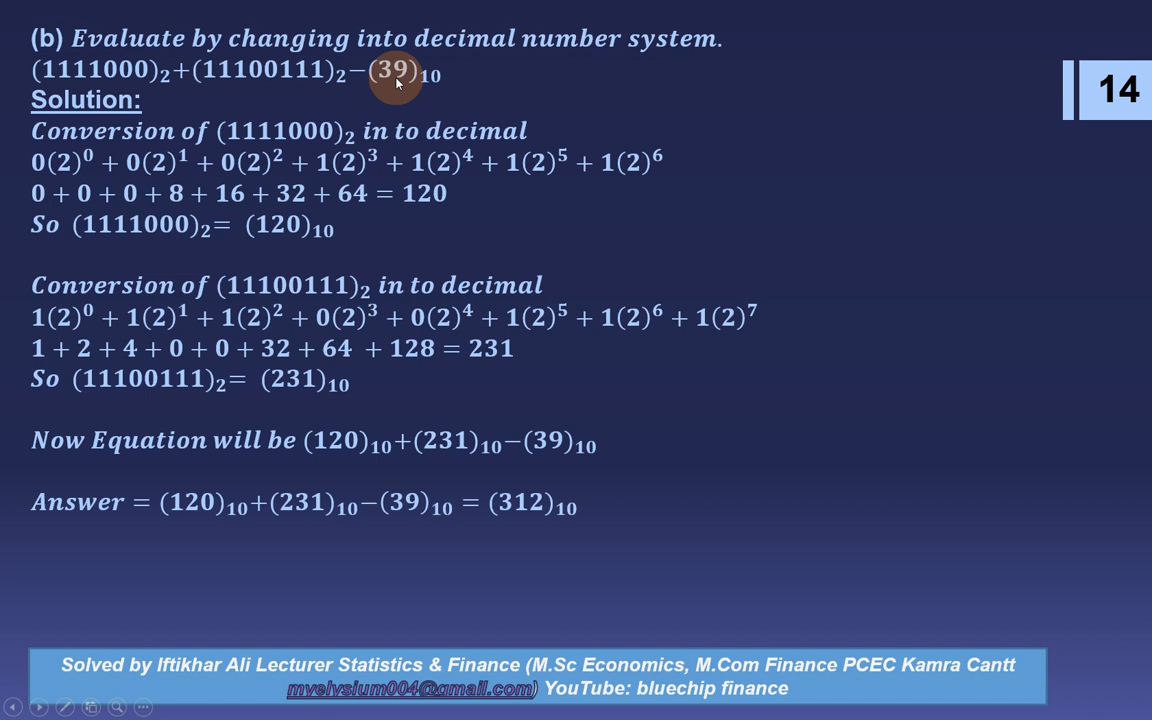 (b) Evaluate by changing into decimal number system.
(1111000)₂+(11100111)₂−(39)₁₀
14
Solution:
Conversion of (1111000)₂ in to decimal
0(2)⁰ + 0(2)¹ + 0(2)² + 1(2)³ + 1(2)⁴ + 1(2)⁵ + 1(2)⁶
0 + 0 + 0 + 8 + 16 + 32 + 64 = 120
So (1111000)₂= (120)₁₀
Conversion of (11100111)₂ in to decimal
1(2)⁰ + 1(2)¹ + 1(2)² + 0(2)³ + 0(2)⁴ + 1(2)⁵ + 1(2)⁶ + 1(2)⁷
1 + 2 + 4 + 0 + 0 + 32 + 64 + 128 = 231
So (11100111)₂= (231)₁₀
Now Equation will be (120)₁₀+(231)₁₀−(39)₁₀
Answer = (120)₁₀+(231)₁₀−(39)₁₀ = (312)₁₀
Solved by Iftikhar Ali Lecturer Statistics & Finance (M.Sc Economics, M.Com Finance PCEC Kamra Cantt
myelysium004@gmail.com) YouTube: bluechip finance